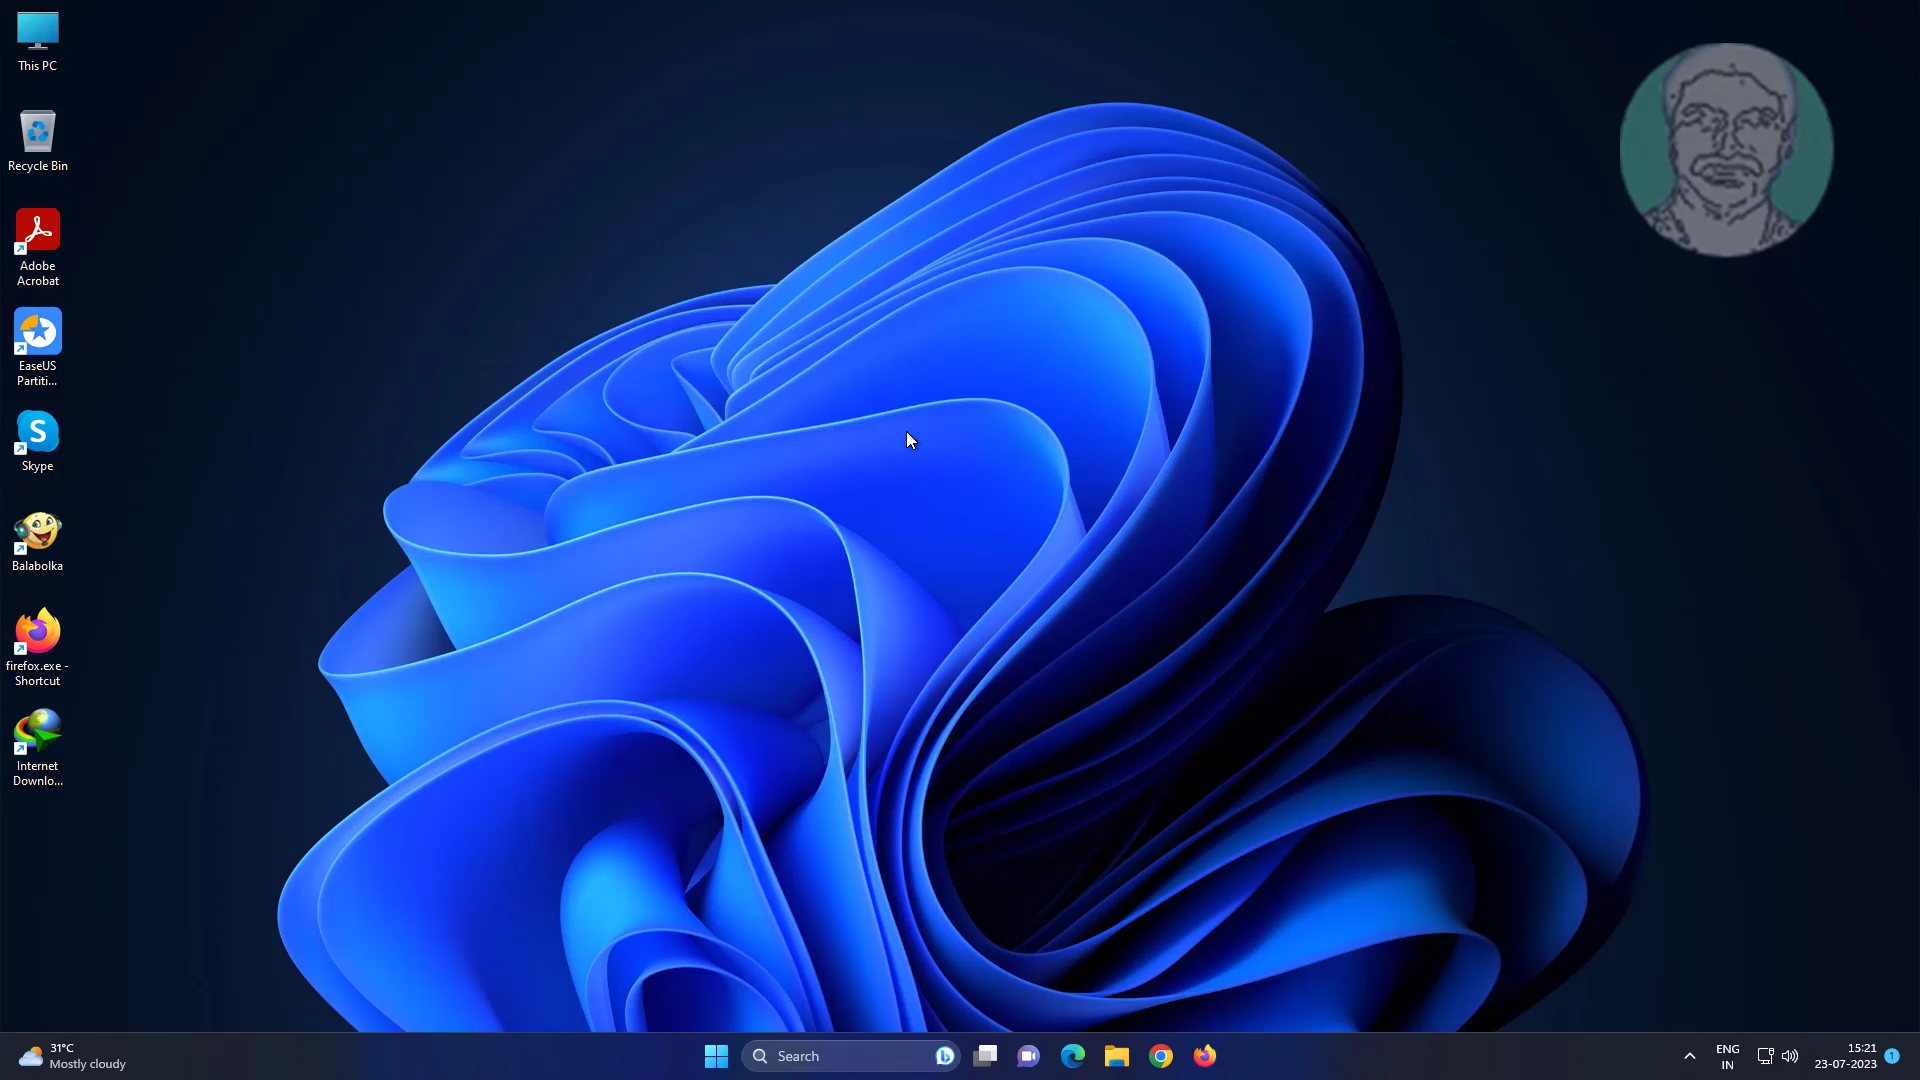 This PC
Recycle Bin
Adobe
Acrobat
EaseUS
Partiti...
S
Skype
Balabolka
firefox.exe -
Shortcut
Internet
Downlo...
31°C
Mostly cloudy
Search
ENG
IN
15:21
23-07-2023
1